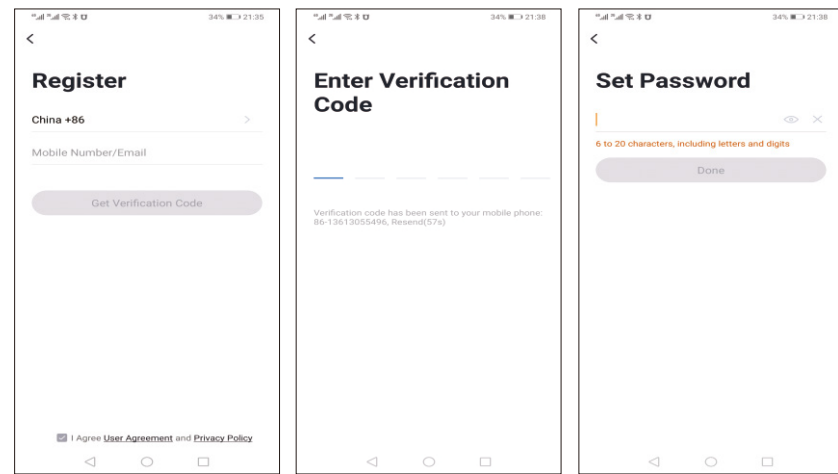 34% 21:35
Register
China +86
Mobile Number/Email
Get Verification Code
I Agree User Agreement and Privacy Policy
34% 21:38
Enter Verification
Code
Verification code has been sent to your mobile phone:
86-13613055496, Resend(57s)
34% 21:38
Set Password
6 to 20 characters, including letters and digits
Done